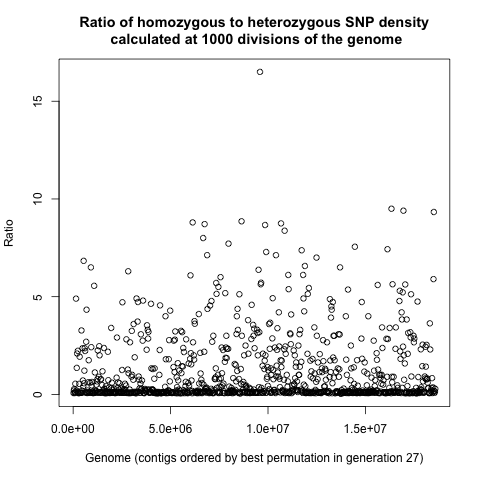 Ratio of homozygous to heterozygous SNP density
calculated at 1000 divisions of the genome
Ratio
15
10
5
0
0.0e+00 5.0e+06 1.0e+07 1.5e+07
Genome (contigs ordered by best permutation in generation 27)